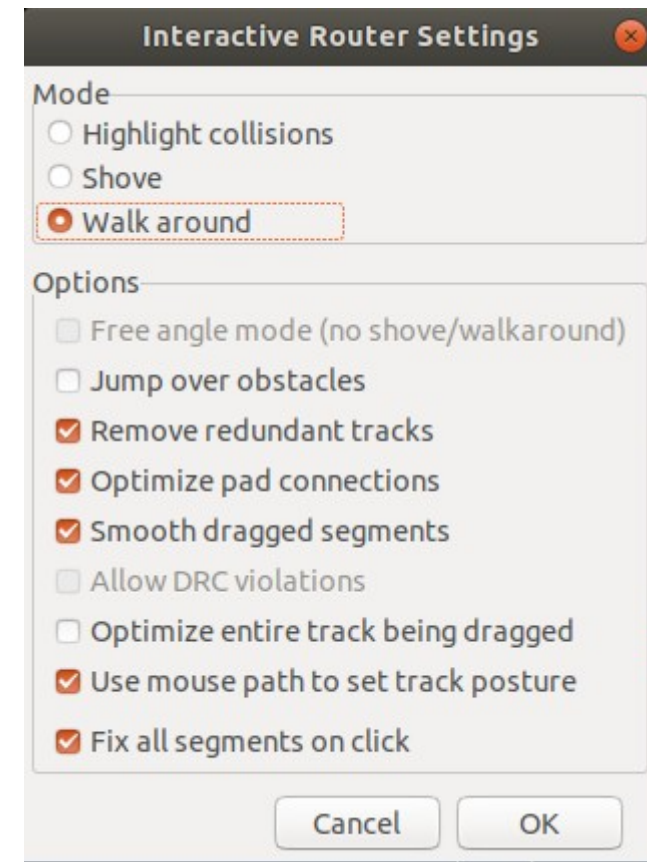 Interactive Router Settings
Mode
Highlight collisions
Shove
Walk around
Options
Free angle mode (no shove/walkaround)
Jump over obstacles
Remove redundant tracks
Optimize pad connections
Smooth dragged segments
Allow DRC violations
Optimize entire track being dragged
Use mouse path to set track posture
Fix all segments on click
Cancel OK